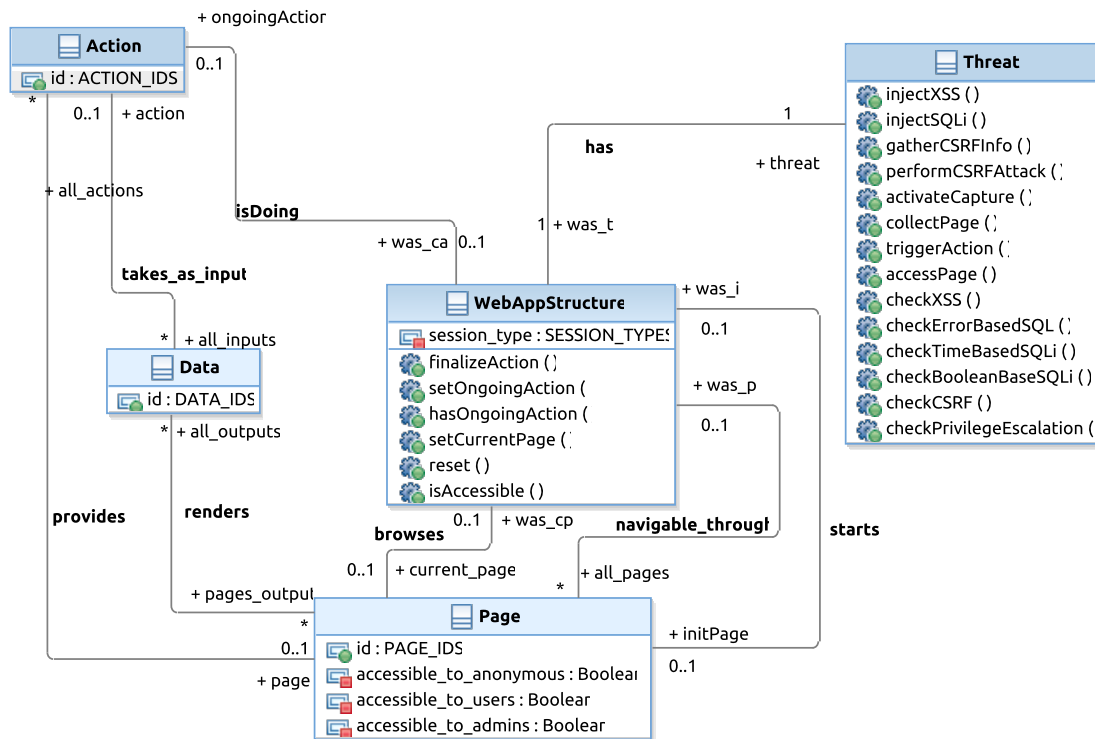 + ongoingAction
Action
id : ACTION_IDS
0..1
*
0..1
+ action
+ all_actions
isDoing
takes_as_input
+ was_ca
0..1
has
1
+ threat
1
+ was_t
Threat
injectXSS ()
injectSQLi ()
gatherCSRFInfo ()
performCSRFAttack ()
activateCapture ()
collectPage ()
triggerAction ()
accessPage ()
checkXSS ()
checkErrorBasedSQL ()
checkTimeBasedSQLi ()
checkBooleanBaseSQLi ()
checkCSRF ()
checkPrivilegeEscalation (
WebAppStructure
session_type : SESSION_TYPES
finalizeAction ()
setOngoingAction (
hasOngoingAction (
setCurrentPage ()
reset ()
isAccessible ()
+ was_i
0..1
+ was_p
0..1
*
+ all_inputs
Data
id : DATA_IDS
*
+ all_outputs
provides
renders
0..1
+ was_cp
browses
navigable_through
starts
0..1
+ current_page
*
+ all_pages
+ pages_output
*
0..1
+ page
+ initPage
0..1
Page
id : PAGE_IDS
accessible_to_anonymous : Boolean
accessible_to_users : Boolean
accessible_to_admins : Boolean